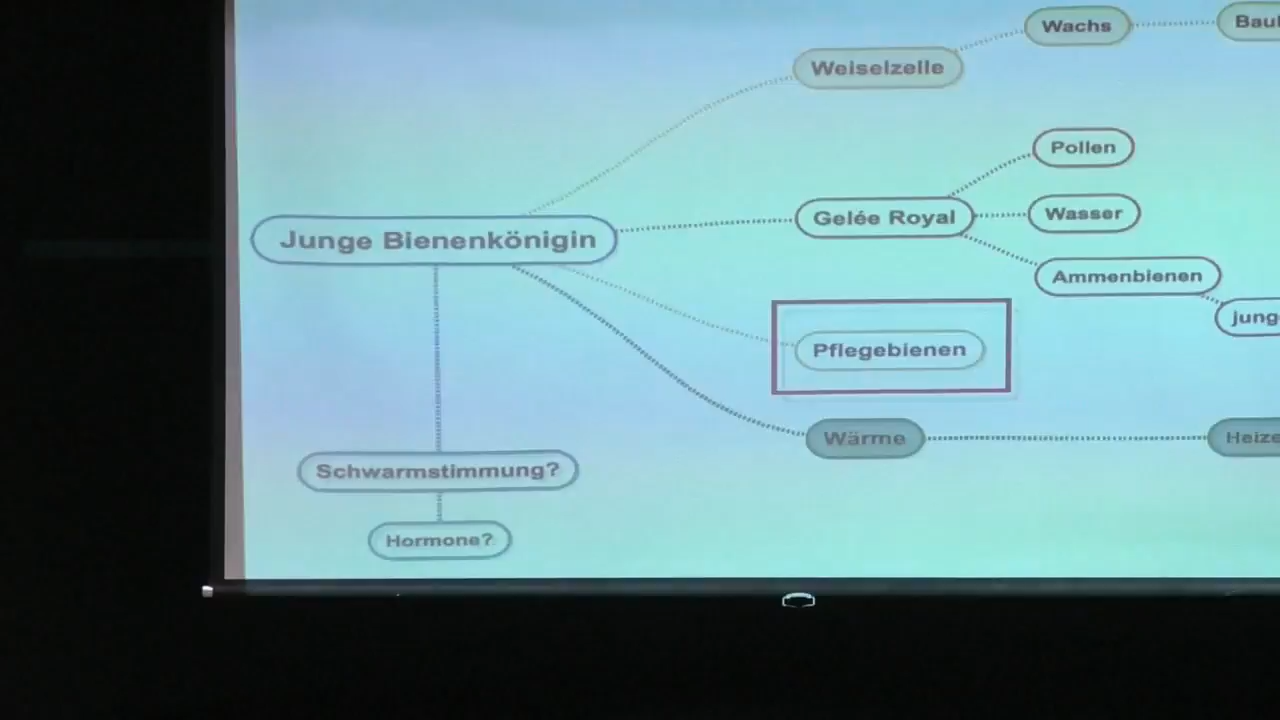 Wachs
Weiselzelle
Pollen
Gelée Royal
Wasser
Junge Bienenkönigin
Ammenbienen
Pflegebienen
Wärme
Schwarmstimmung?
Hormone?